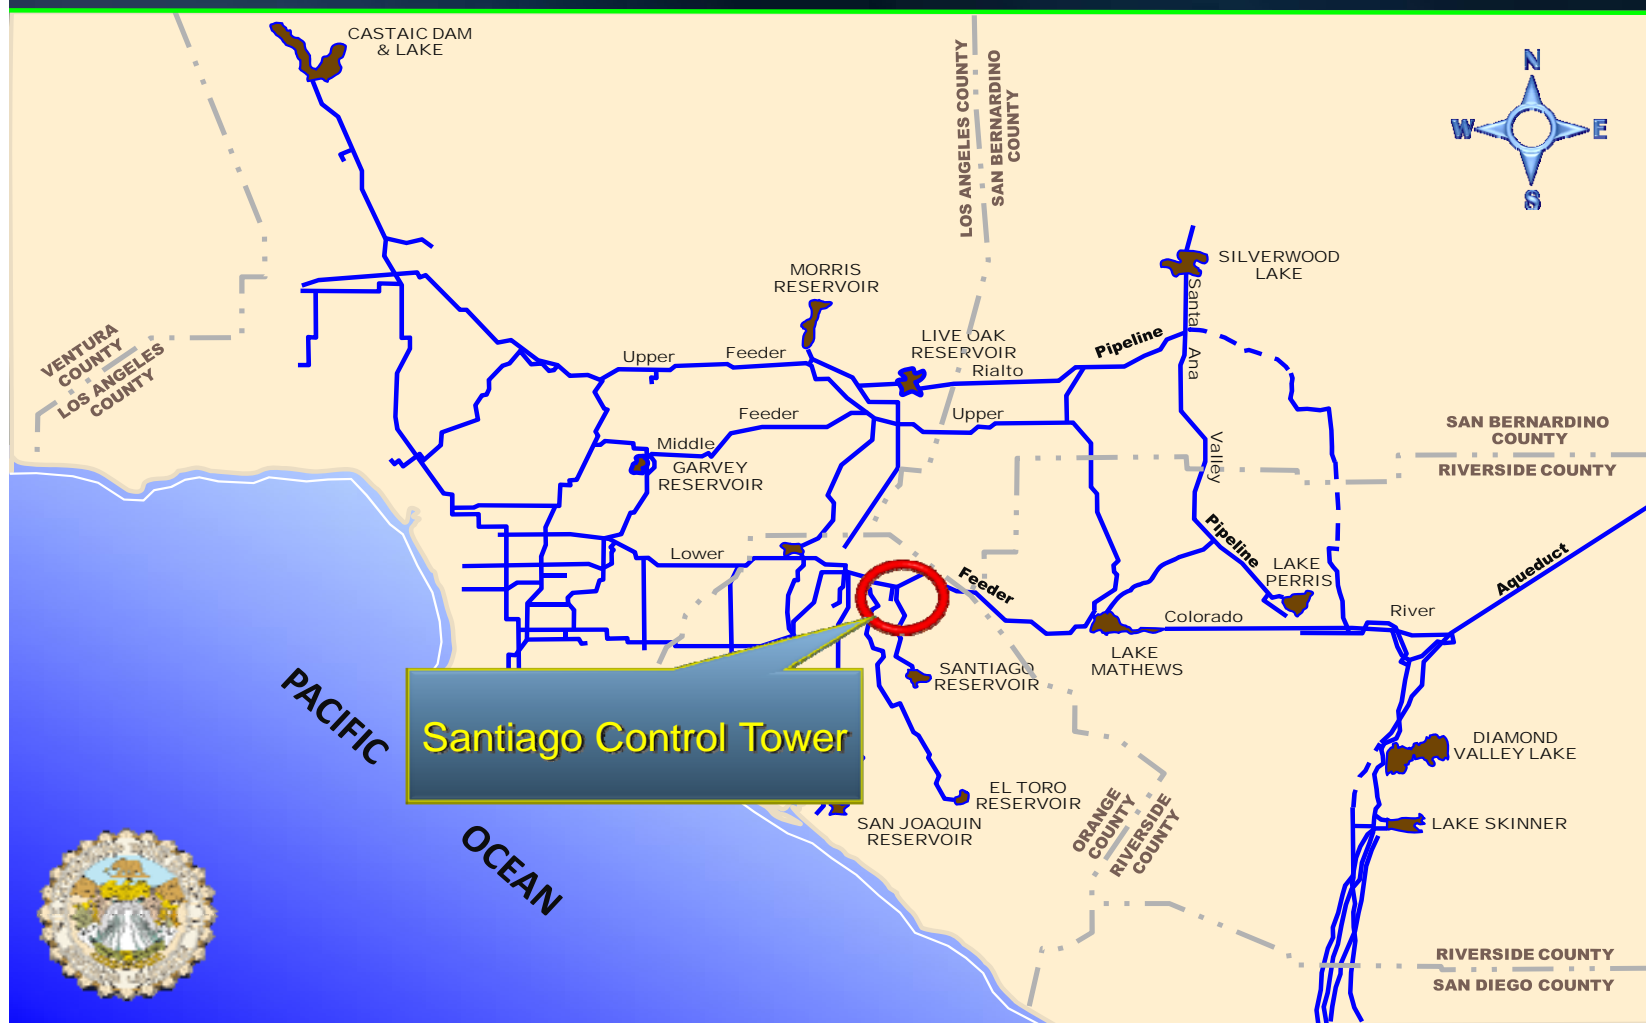 CASTAIC DAM
& LAKE
LOS ANGELES COUNTY
SAN BERNARDINO
COUNTY
N
W
E
S
MORRIS
RESERVOIR
SILVERWOOD
LAKE
VENTURA
COUNTY
LOS ANGELES
COUNTY
LIVE OAK
RESERVOIR
Rialto
Pipeline
Santa
Ana
Valley
Pipeline
Upper
Feeder
Feeder
Upper
Middle
GARVEY
RESERVOIR
SAN BERNARDINO
COUNTY
RIVERSIDE COUNTY
Lower
Feeder
LAKE
PERRIS
Aqueduct
Colorado
River
LAKE
MATHEWS
SANTIAGO
RESERVOIR
PACIFIC
OCEAN
Santiago Control Tower
DIAMOND
VALLEY LAKE
EL TORO
RESERVOIR
SAN JOAQUIN
RESERVOIR
ORANGE
COUNTY
RIVERSIDE
COUNTY
LAKE SKINNER
RIVERSIDE COUNTY
SAN DIEGO COUNTY